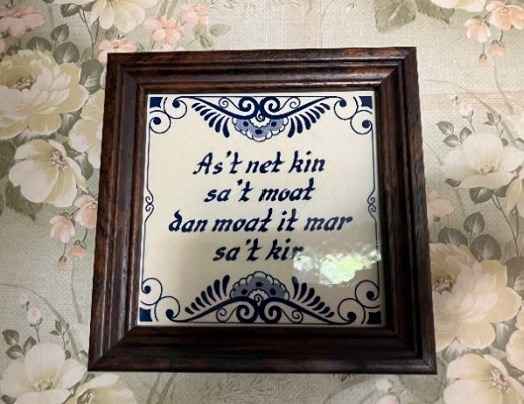 As't net kin
sa't moat
dan moat it mar
sa't kin